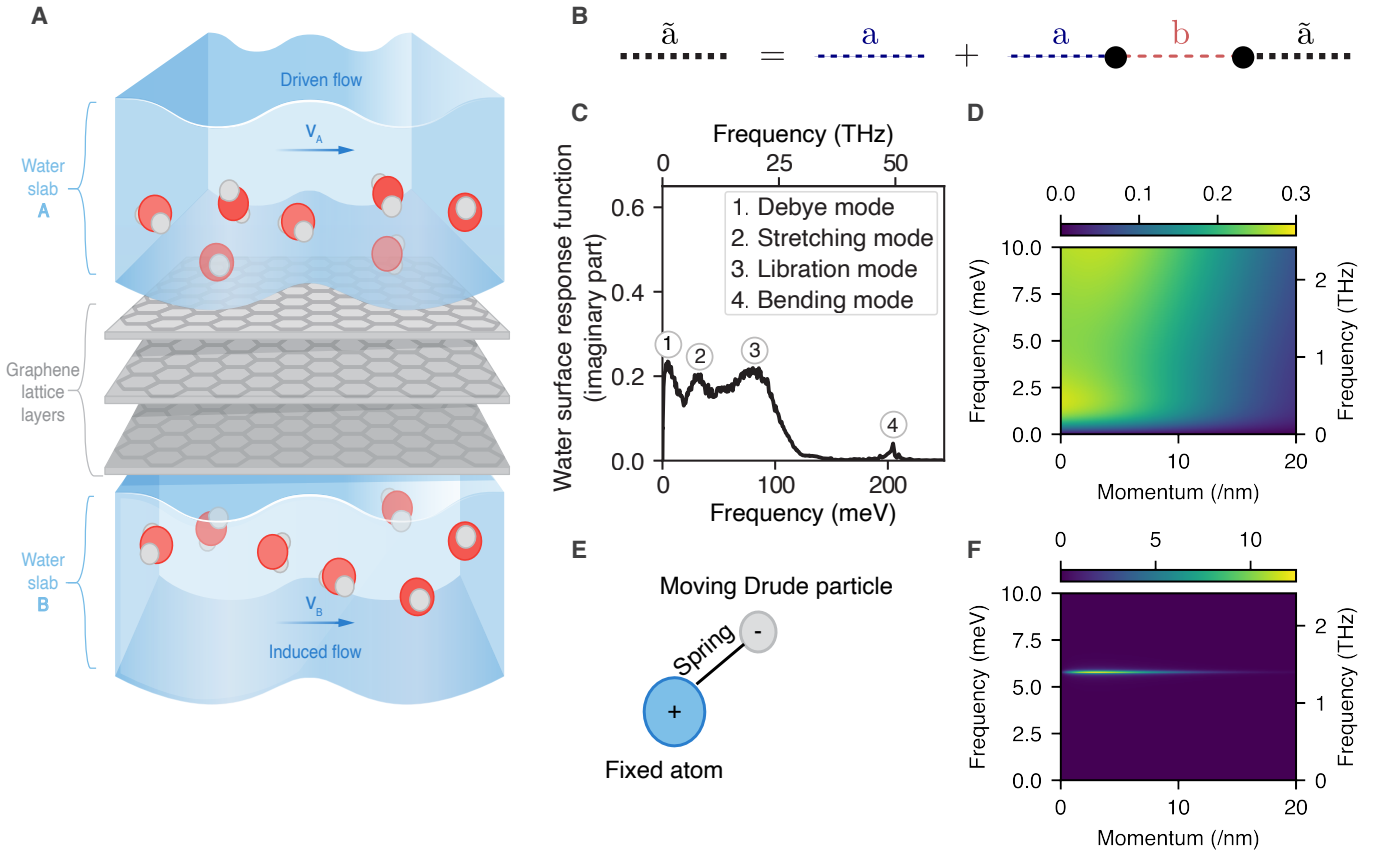 A
Driven flow
V_A
Water
slab
A
Graphene
lattice
layers
Water
slab
B
V_B
Induced flow
B
ã = a + a b ã
C
Frequency (THz)
0 25 50
Water surface response function
(imaginary part)
0.6
0.4
0.2
0.0
1. Debye mode
2. Stretching mode
3. Libration mode
4. Bending mode
1
2
3
4
0 100 200
Frequency (meV)
D
0.0 0.1 0.2 0.3
Frequency (meV)
10.0
7.5
5.0
2.5
0.0
2
1
0
Frequency (THz)
0 10 20
Momentum (/nm)
E
Moving Drude particle
Spring
-
+
Fixed atom
F
0 5 10
Frequency (meV)
10.0
7.5
5.0
2.5
0.0
2
1
0
Frequency (THz)
0 10 20
Momentum (/nm)